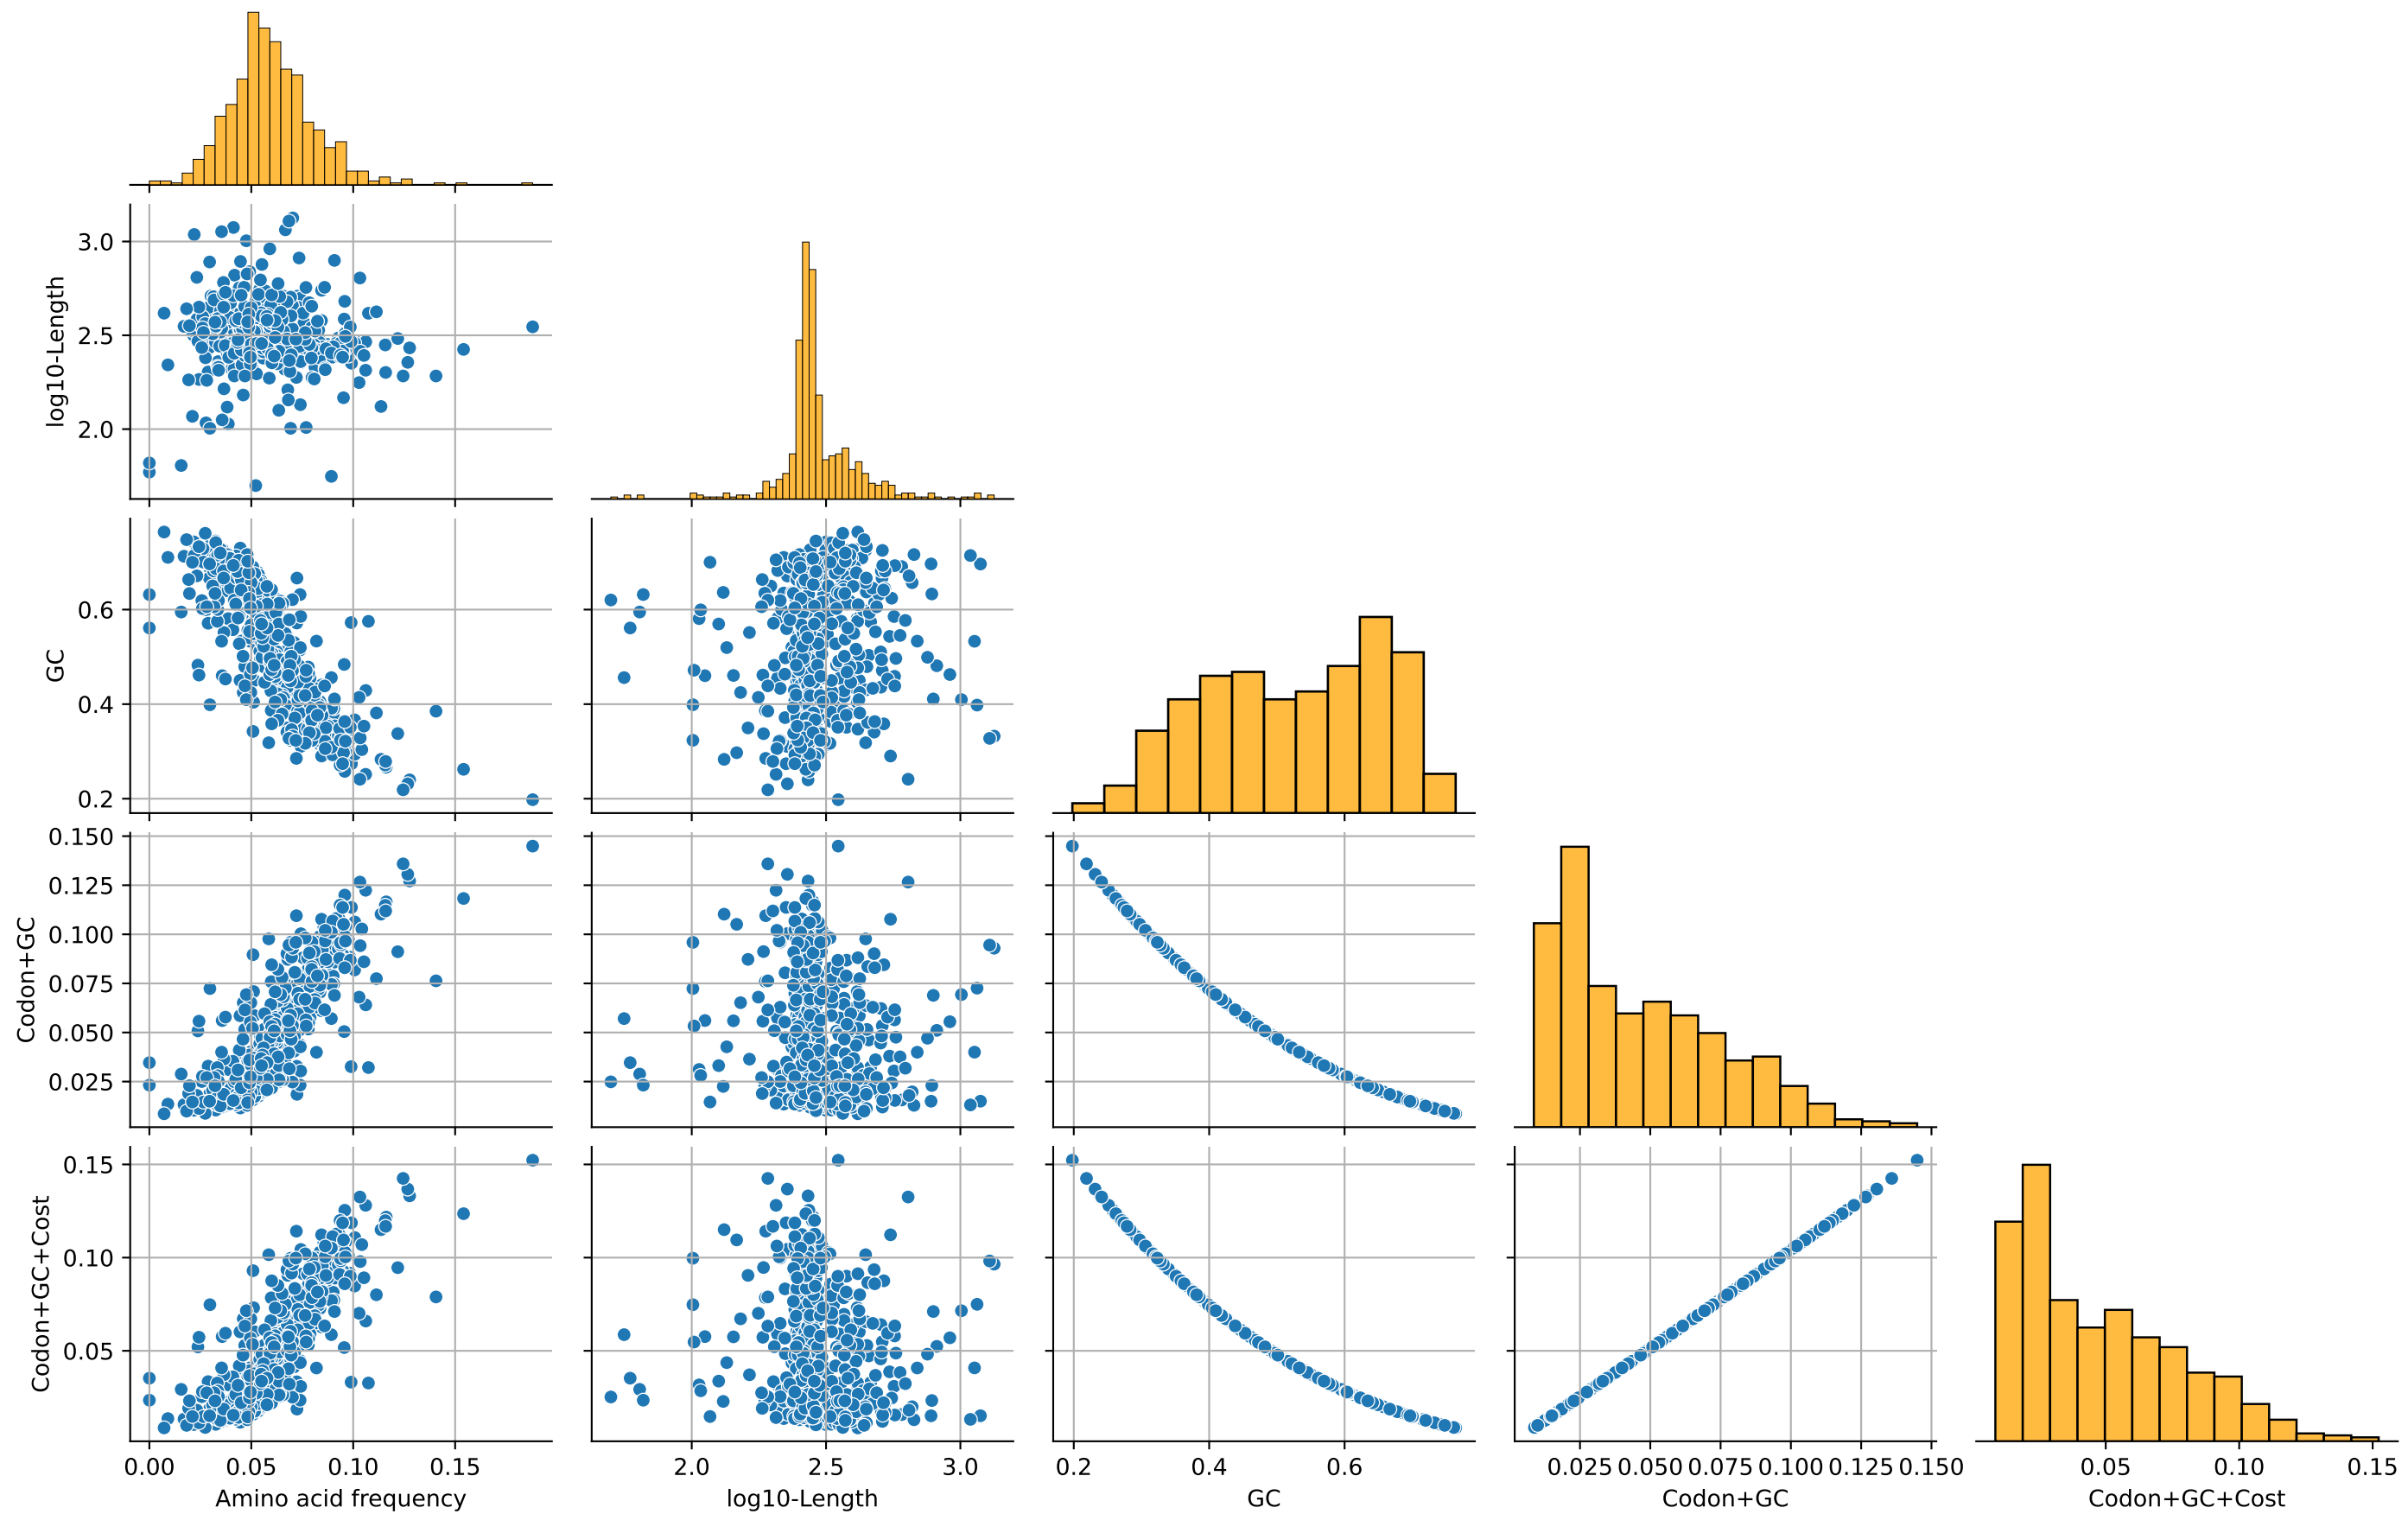 3.0
2.5
2.0
log10-Length
0.6
0.4
0.2
GC
0.150
0.125
0.100
0.075
0.050
0.025
Codon+GC
0.15
0.10
0.05
Codon+GC+Cost
0.00 0.05 0.10 0.15
Amino acid frequency
2.0 2.5 3.0
log10-Length
0.2 0.4 0.6
GC
0.025 0.050 0.075 0.100 0.125 0.150
Codon+GC
0.05 0.10 0.15
Codon+GC+Cost